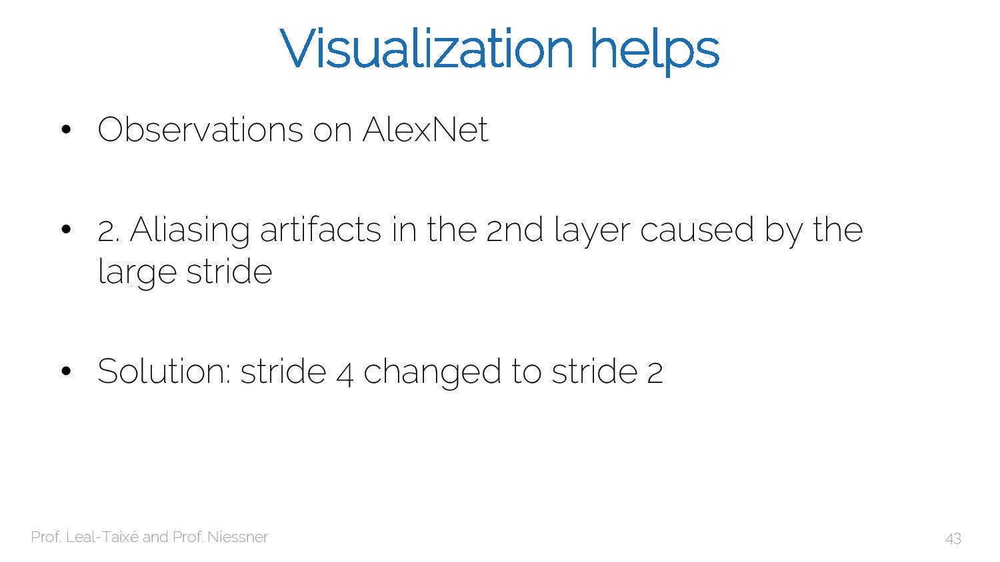 Visualization helps
• Observations on AlexNet
• 2. Aliasing artifacts in the 2nd layer caused by the
large stride
• Solution: stride 4 changed to stride 2
Prof. Leal-Taixé and Prof. Niessner
43